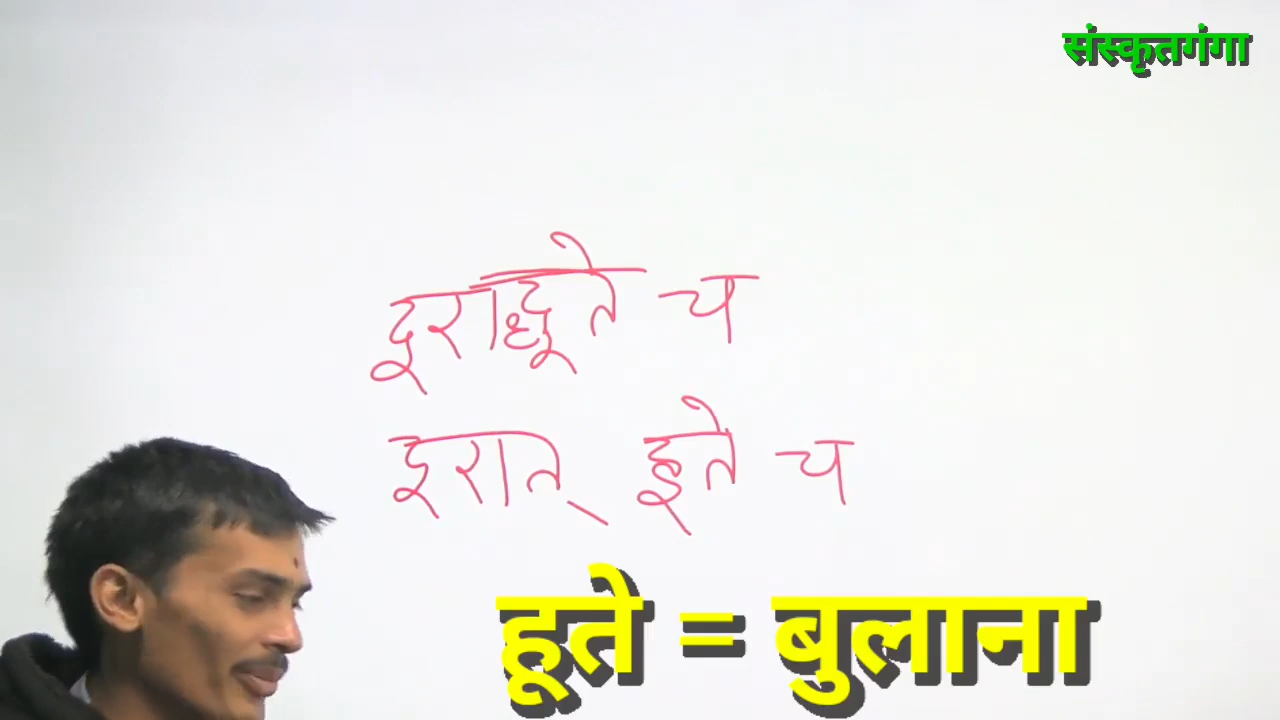 संस्कृतगंगा
दूराद्धूते च
दूरात् हूते च
हूते = बुलाना